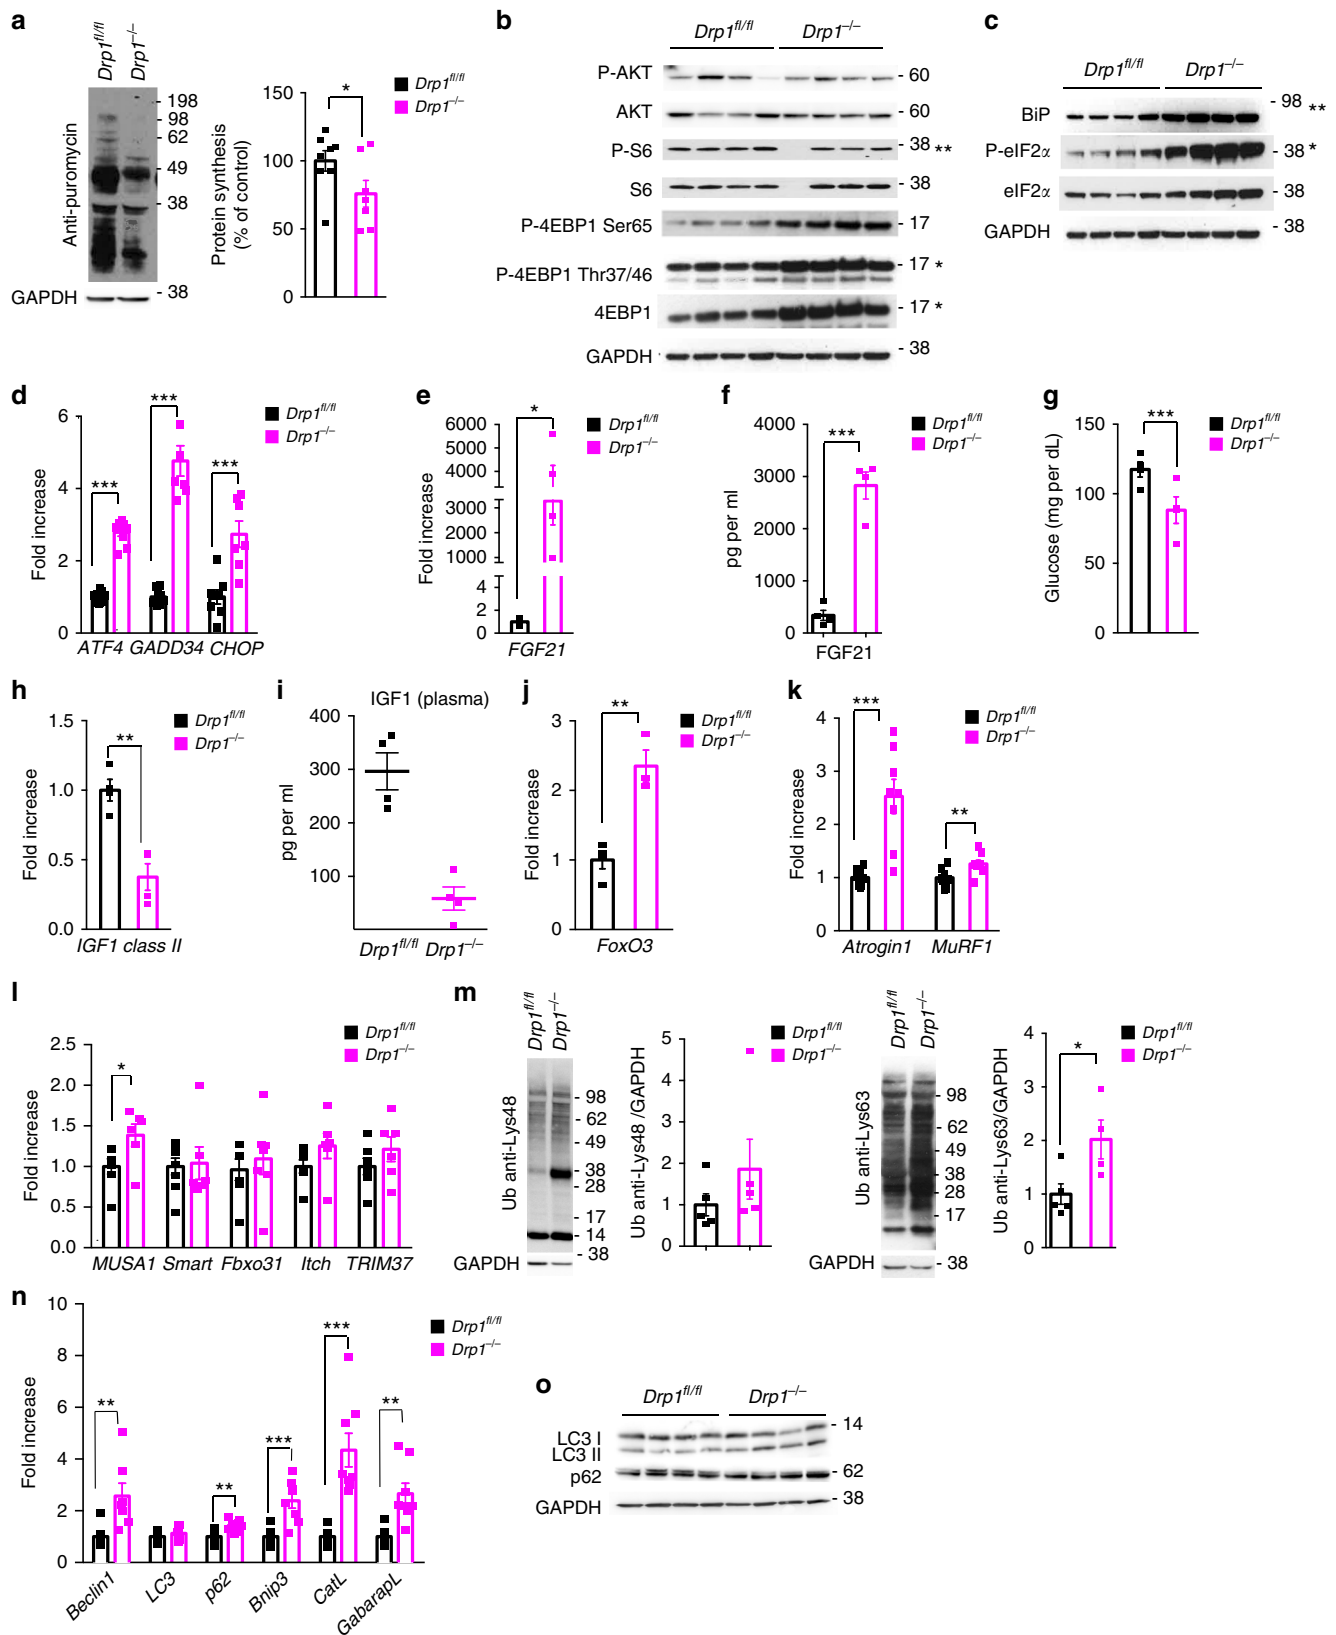 a
Drp1fl/fl
Drp1–/–
Anti-puromycin
- 198
- 98
- 62
- 49
- 38
- 38
GAPDH
Protein synthesis
(% of control)
150
100
50
0
*
Drp1fl/fl
Drp1–/–
b
Drp1fl/fl
Drp1–/–
P-AKT
- 60
AKT
- 60
P-S6
- 38 **
S6
- 38
P-4EBP1 Ser65
- 17
P-4EBP1 Thr37/46
- 17 *
4EBP1
- 17 *
GAPDH
- 38
c
Drp1fl/fl
Drp1–/–
BiP
- 98 **
P-eIF2α
- 38 *
eIF2α
- 38
GAPDH
- 38
d
Fold increase
6
4
2
0
***
***
***
ATF4 GADD34 CHOP
Drp1fl/fl
Drp1–/–
e
Fold increase
6000
5000
4000
3000
2000
1000
4
2
0
*
FGF21
Drp1fl/fl
Drp1–/–
f
pg per ml
4000
3000
2000
1000
0
***
FGF21
Drp1fl/fl
Drp1–/–
g
Glucose (mg per dL)
150
100
50
0
***
Drp1fl/fl
Drp1–/–
h
Fold increase
1.5
1.0
0.5
0.0
**
IGF1 class II
Drp1fl/fl
Drp1–/–
i
IGF1 (plasma)
pg per ml
400
300
200
100
Drp1fl/fl Drp1–/–
j
Fold increase
3
2
1
0
**
FoxO3
Drp1fl/fl
Drp1–/–
k
Fold increase
4
3
2
1
0
***
**
Atrogin1 MuRF1
Drp1fl/fl
Drp1–/–
l
Fold increase
2.5
2.0
1.5
1.0
0.5
0.0
*
MUSA1 Smart Fbxo31 Itch TRIM37
Drp1fl/fl
Drp1–/–
m
Drp1fl/fl
Drp1–/–
Ub anti-Lys48
- 98
- 62
- 49
- 38
- 28
- 17
- 14
- 38
GAPDH
Ub anti-Lys48 /GAPDH
5
4
3
2
1
0
Drp1fl/fl
Drp1–/–
Drp1fl/fl
Drp1–/–
Ub anti-Lys63
- 98
- 62
- 49
- 38
- 28
- 17
GAPDH
- 38
Ub anti-Lys63/GAPDH
4
3
2
1
0
*
Drp1fl/fl
Drp1–/–
n
Fold increase
10
8
6
4
2
0
**
**
***
***
**
Beclin1
LC3
p62
Bnip3
CatL
GabarapL
Drp1fl/fl
Drp1–/–
o
Drp1fl/fl
Drp1–/–
LC3 I
LC3 II
- 14
p62
- 62
GAPDH
- 38